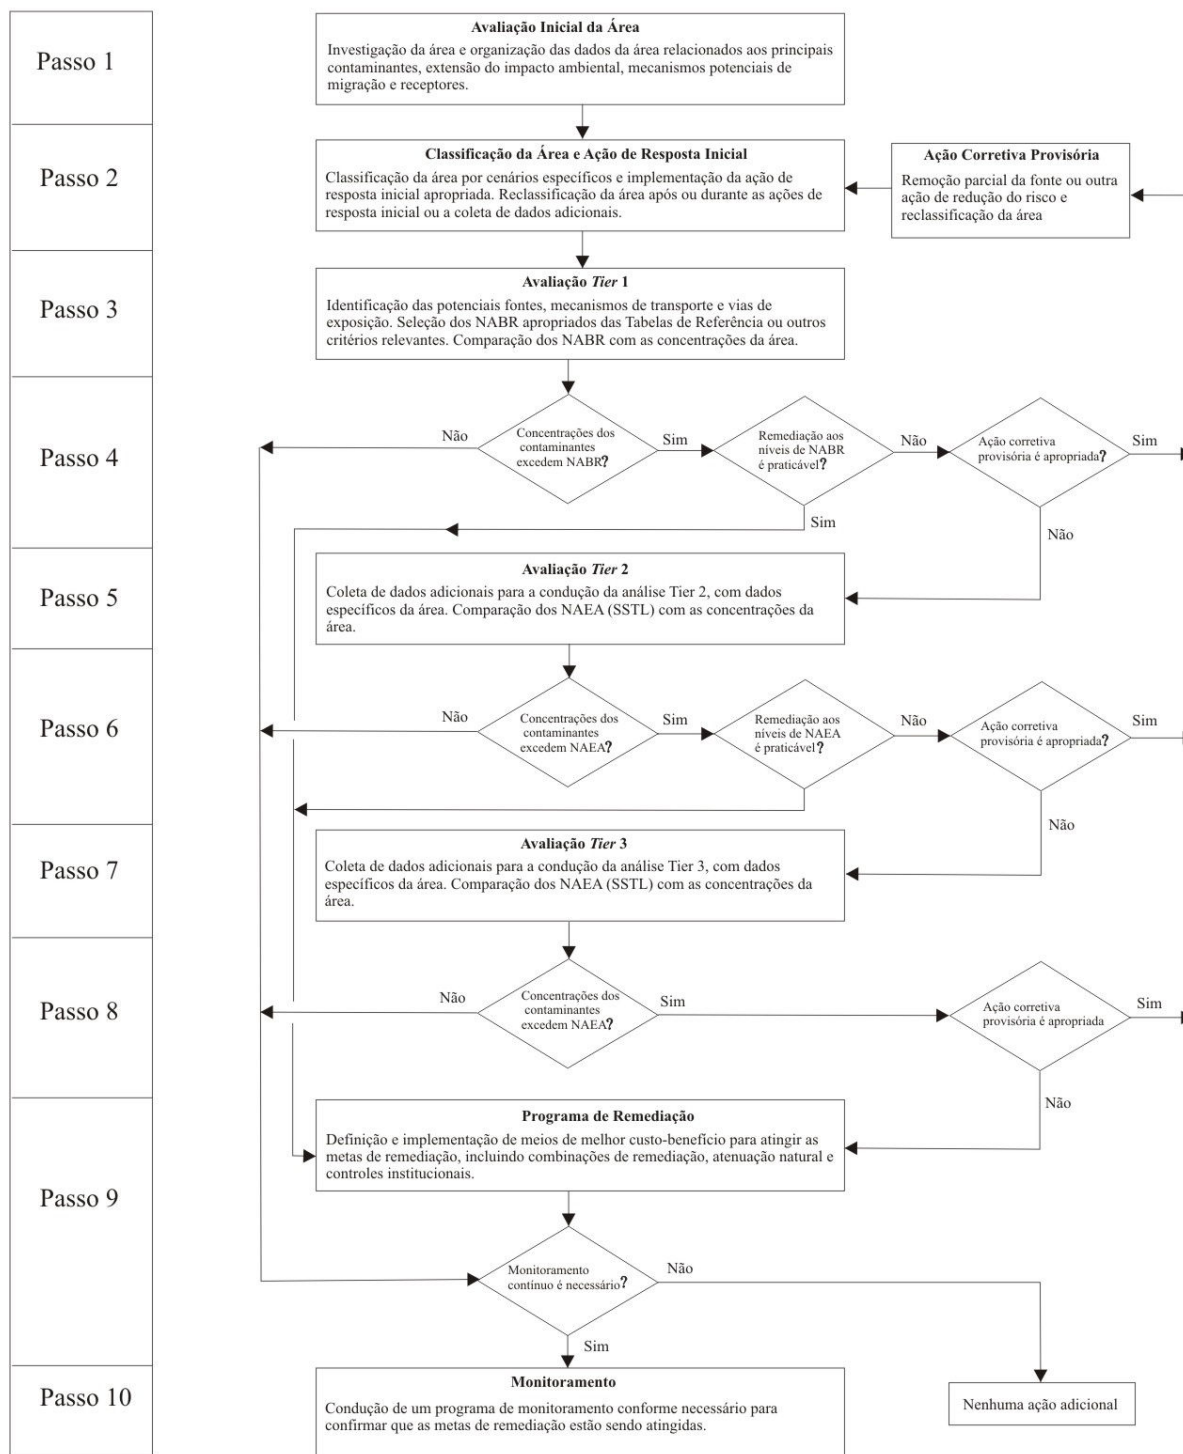 Passo 1
Avaliação Inicial da Área
Investigação da área e organização das dados da área relacionados aos principais
contaminantes, extensão do impacto ambiental, mecanismos potenciais de
migração e receptores.
Passo 2
Classificação da Área e Ação de Resposta Inicial
Classificação da área por cenários específicos e implementação da ação de
resposta inicial apropriada. Reclassificação da área após ou durante as ações de
resposta inicial ou a coleta de dados adicionais.
Ação Corretiva Provisória
Remoção parcial da fonte ou outra
ação de redução do risco e
reclassificação da área
Passo 3
Avaliação Tier 1
Identificação das potenciais fontes, mecanismos de transporte e vias de
exposição. Seleção dos NABR apropriados das Tabelas de Referência ou outros
critérios relevantes. Comparação dos NABR com as concentrações da área.
Passo 4
Não
Concentrações dos
contaminantes
excedem NABR?
Sim
Remediação aos
níveis de NABR
é praticável?
Não
Ação corretiva
provisória é apropriada?
Sim
Sim
Não
Passo 5
Avaliação Tier 2
Coleta de dados adicionais para a condução da análise Tier 2, com dados
específicos da área. Comparação dos NAEA (SSTL) com as concentrações da
área.
Passo 6
Não
Concentrações dos
contaminantes
excedem NAEA?
Sim
Remediação aos
níveis de NAEA
é praticável?
Não
Ação corretiva
provisória é apropriada?
Sim
Não
Passo 7
Avaliação Tier 3
Coleta de dados adicionais para a condução da análise Tier 3, com dados
específicos da área. Comparação dos NAEA (SSTL) com as concentrações da
área.
Passo 8
Não
Concentrações dos
contaminantes
excedem NAEA?
Sim
Ação corretiva
provisória é apropriada
Sim
Não
Passo 9
Programa de Remediação
Definição e implementação de meios de melhor custo-benefício para atingir as
metas de remediação, incluindo combinações de remediação, atenuação natural e
controles institucionais.
Monitoramento
contínuo é necessário?
Não
Sim
Passo 10
Monitoramento
Condução de um programa de monitoramento conforme necessário para
confirmar que as metas de remediação estão sendo atingidas.
Nenhuma ação adicional